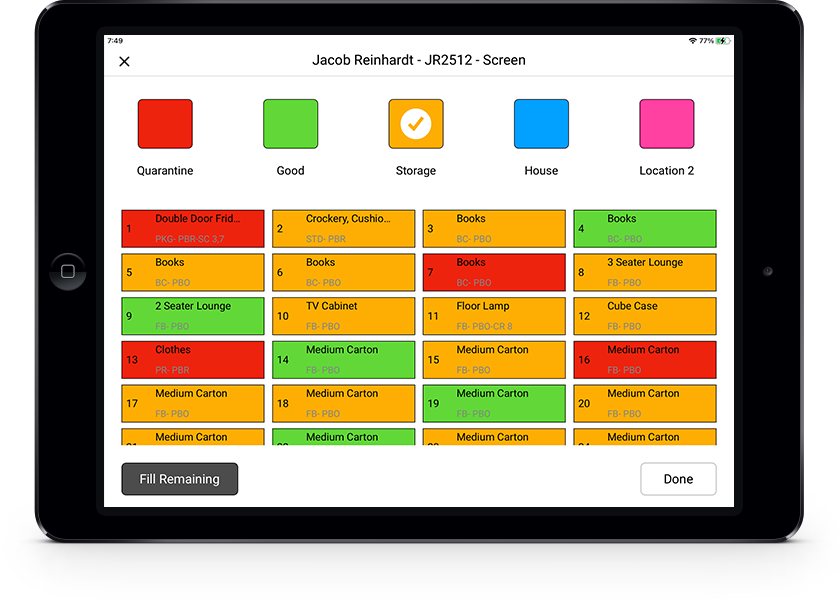 7:49
77%
Jacob Reinhardt - JR2512 - Screen
Quarantine
Good
Storage
House
Location 2
1 Double Door Frid...
PKG- PBR-SC 3,7
2 Crockery, Cushio...
STD- PBR
3 Books
BC- PBO
4 Books
BC- PBO
5 Books
BC- PBO
6 Books
BC- PBO
7 Books
BC- PBO
8 3 Seater Lounge
FB- PBO
9 2 Seater Lounge
FB- PBO
10 TV Cabinet
FB- PBO
11 Floor Lamp
FB- PBO-CR 8
12 Cube Case
FB- PBO
13 Clothes
PR- PBR
14 Medium Carton
FB- PBO
15 Medium Carton
FB- PBO
16 Medium Carton
FB- PBO
17 Medium Carton
FB- PBO
18 Medium Carton
FB- PBO
19 Medium Carton
FB- PBO
20 Medium Carton
FB- PBO
Medium Carton
Medium Carton
Medium Carton
Medium Carton
Fill Remaining
Done